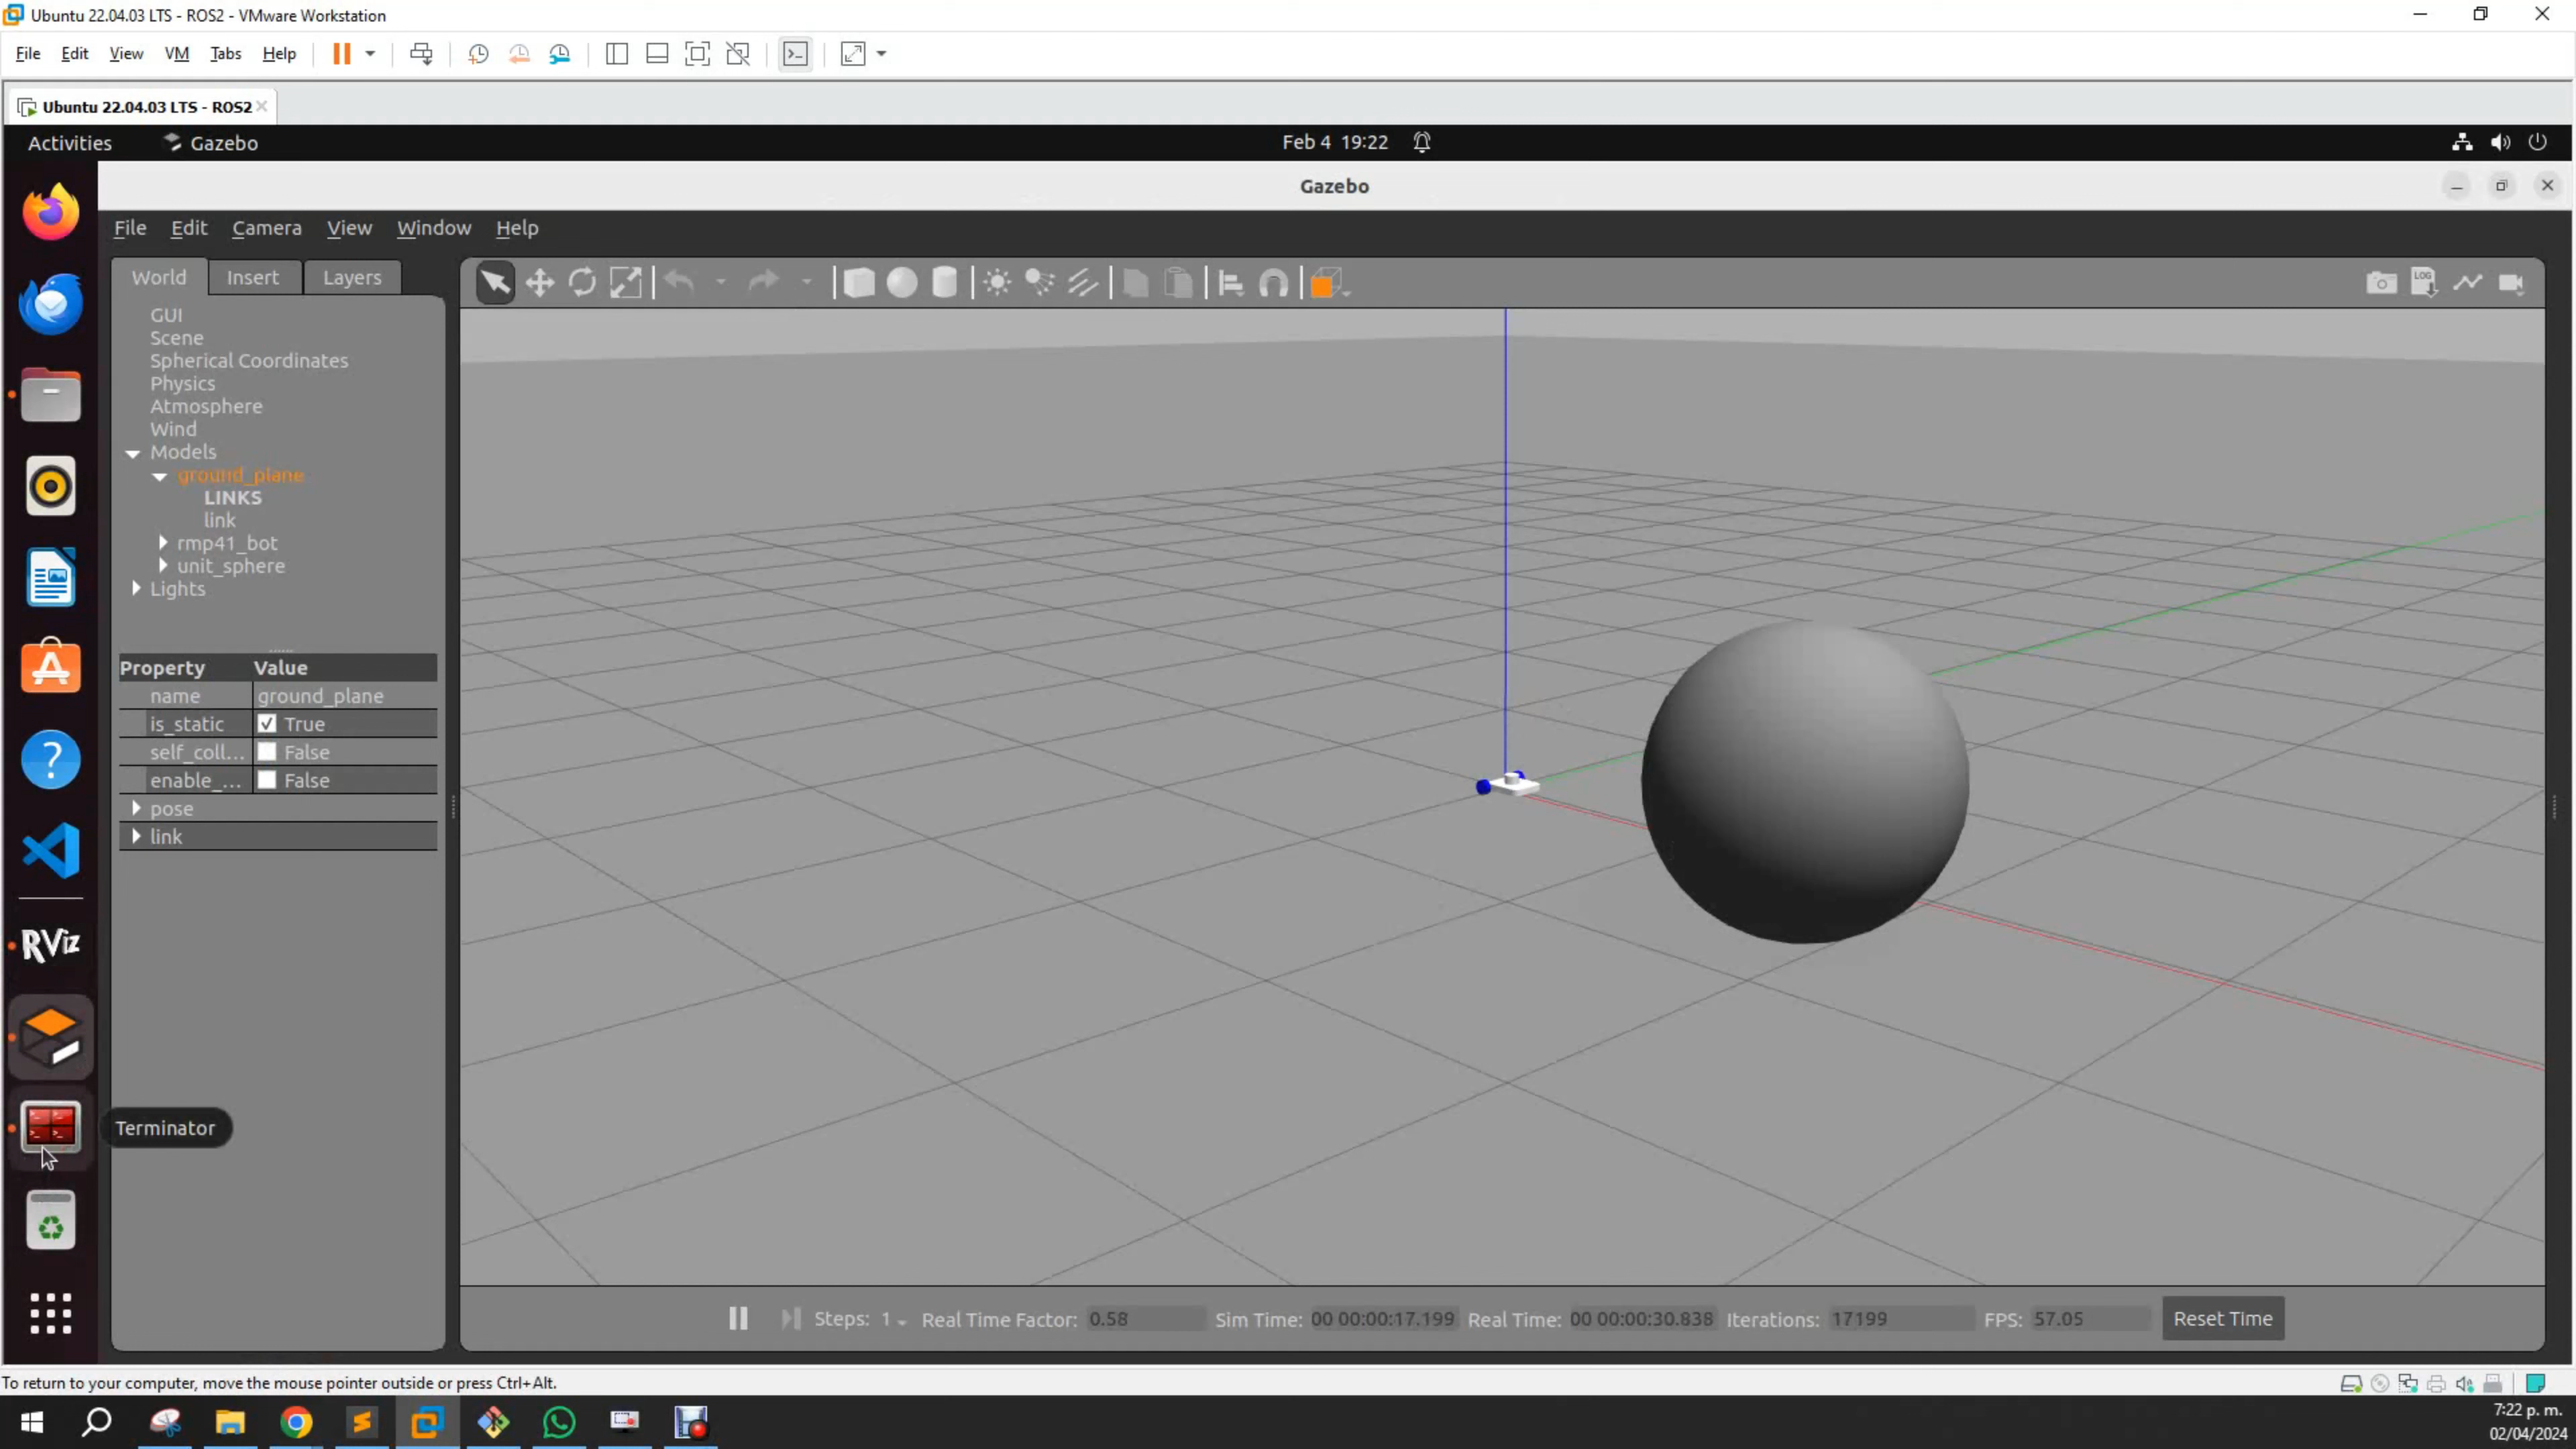 Ubuntu 22.04.03 LTS - ROS2 - VMware Workstation
File Edit View VM Tabs Help
Ubuntu 22.04.03 LTS - ROS2
Activities Gazebo Feb 4 19:22
Gazebo
File Edit Camera View Window Help
World Insert Layers
LOG
GUI
Scene
Spherical Coordinates
Physics
Atmosphere
Wind
Models
ground_plane
LINKS
link
rmp41_bot
unit_sphere
Lights
Property Value
name ground_plane
is_static True
self_coll... False
enable_... False
pose
link
RViz
Terminator
Steps: 1 Real Time Factor: 0.58 Sim Time: 00 00:00:17.199 Real Time: 00 00:00:30.838 Iterations: 17199 FPS: 57.05 Reset Time
To return to your computer, move the mouse pointer outside or press Ctrl+Alt.
7:22 p. m.
02/04/2024